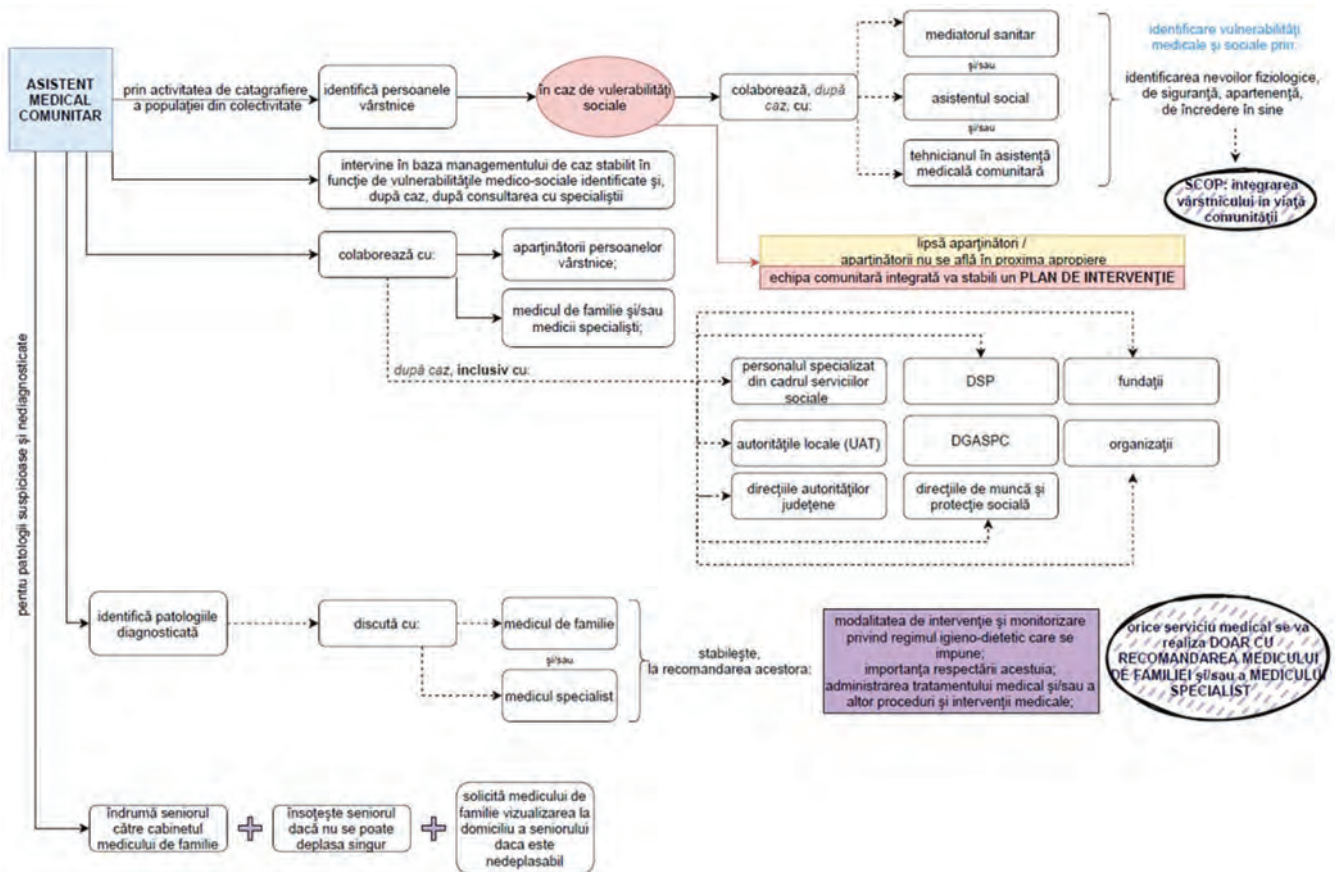 ASISTENT
MEDICAL
COMUNITAR
prin activitatea de catagrafiere
a populației din colectivitate
identifică persoanele
vârstnice
în caz de vulerabilități
sociale
colaborează, după
caz, cu:
mediatorul sanitar
și/sau
asistentul social
și/sau
tehnicianul în asistență
medicală comunitară
identificare vulnerabilități
medicale și sociale prin:
identificarea nevoilor fiziologice,
de siguranță, apartenență,
de încredere în sine
SCOP: integrarea
vârstnicului in viață
comunității
intervine în baza managementului de caz stabilit în
funcție de vulnerabilitățile medico-sociale identificate și,
după caz, după consultarea cu specialiștii
colaborează cu:
aparținătorii persoanelor
vârstnice;
medicul de familie și/sau
medicii specialiști;
lipsă aparținători /
aparținătorii nu se află în proxima apropiere
echipa comunitară integrată va stabili un PLAN DE INTERVENȚIE
după caz, inclusiv cu:
personalul specializat
din cadrul serviciilor
sociale
DSP
fundații
autoritățile locale (UAT)
DGASPC
organizații
direcțiile autorităților
județene
direcțiile de muncă și
protecție socială
pentru patologii suspicioase și nediagnosticate
identifică patologiile
diagnosticată
discută cu:
medicul de familie
și/sau
medicul specialist
stabilește,
la recomandarea acestora:
modalitatea de intervenție și monitorizare
privind regimul igieno-dietetic care se
impune;
importanța respectării acestuia;
administrarea tratamentului medical și/sau a
altor proceduri și intervenții medicale;
orice serviciu medical se va
realiza DOAR CU
RECOMANDAREA MEDICULUI
DE FAMILIEI și/sau a MEDICULUI
SPECIALIST
îndrumă seniorul
către cabinetul
medicului de familie
însoțește seniorul
dacă nu se poate
deplasa singur
solicită medicului de
familie vizualizarea la
domiciliu a seniorului
daca este
nedeplasabil